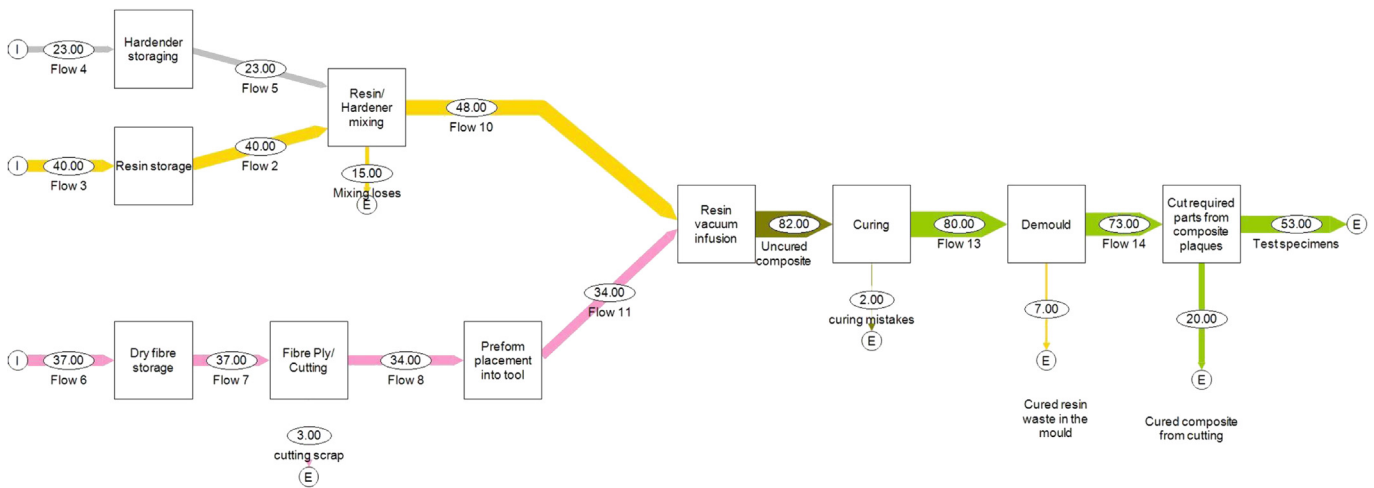 I
23.00
Flow 4
Hardender
storaging
23.00
Flow 5
I
40.00
Flow 3
Resin storage
40.00
Flow 2
Resin/
Hardener
mixing
15.00
Mixing loses
E
48.00
Flow 10
I
37.00
Flow 6
Dry fibre
storage
37.00
Flow 7
Fibre Ply/
Cutting
3.00
cutting scrap
E
34.00
Flow 8
Preform
placement
into tool
34.00
Flow 11
Resin
vacuum
infusion
82.00
Uncured
composite
Curing
2.00
curing mistakes
E
80.00
Flow 13
Demould
7.00
E
Cured resin
waste in the
mould
73.00
Flow 14
Cut required
parts from
composite
plaques
20.00
E
Cured composite
from cutting
53.00
Test specimens
E